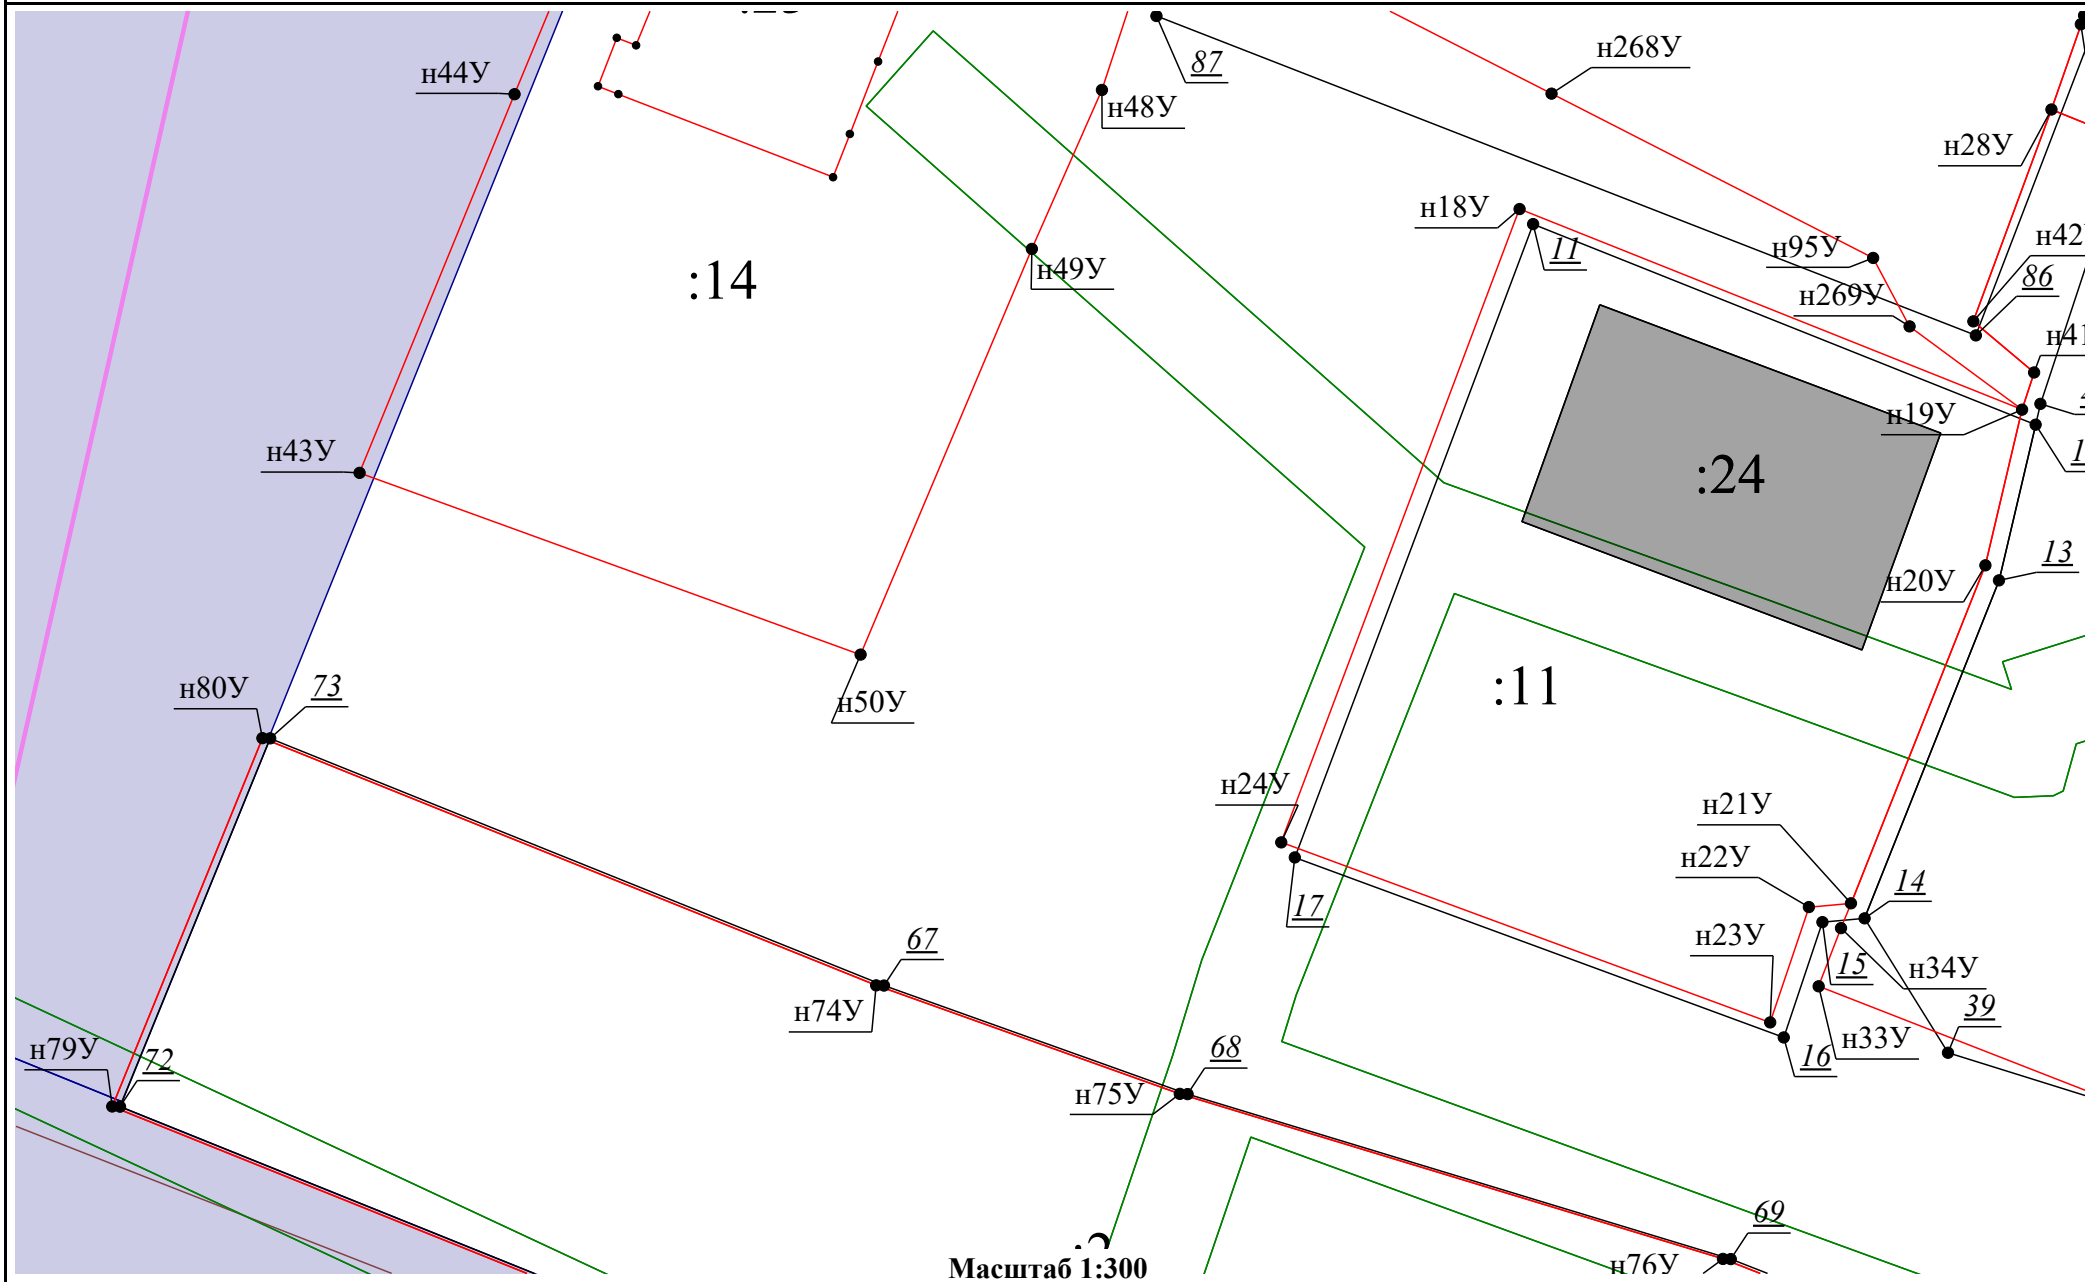 87
н268У
н44У
н48У
н28У
н18У
11
н95У
н42
86
н49У
:14
н269У
н41
н19У
н43У
:24
13
н20У
н80У
73
:11
н50У
н24У
н21У
н22У
14
17
н23У
67
15
н34У
н74У
39
н33У
н79У
72
68
16
н75У
69
Масштаб 1:300
н76У